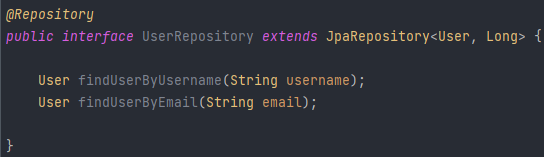 @Repository
public interface UserRepository extends JpaRepository<User, Long> {
User findUserByUsername(String username);
User findUserByEmail(String email);
}